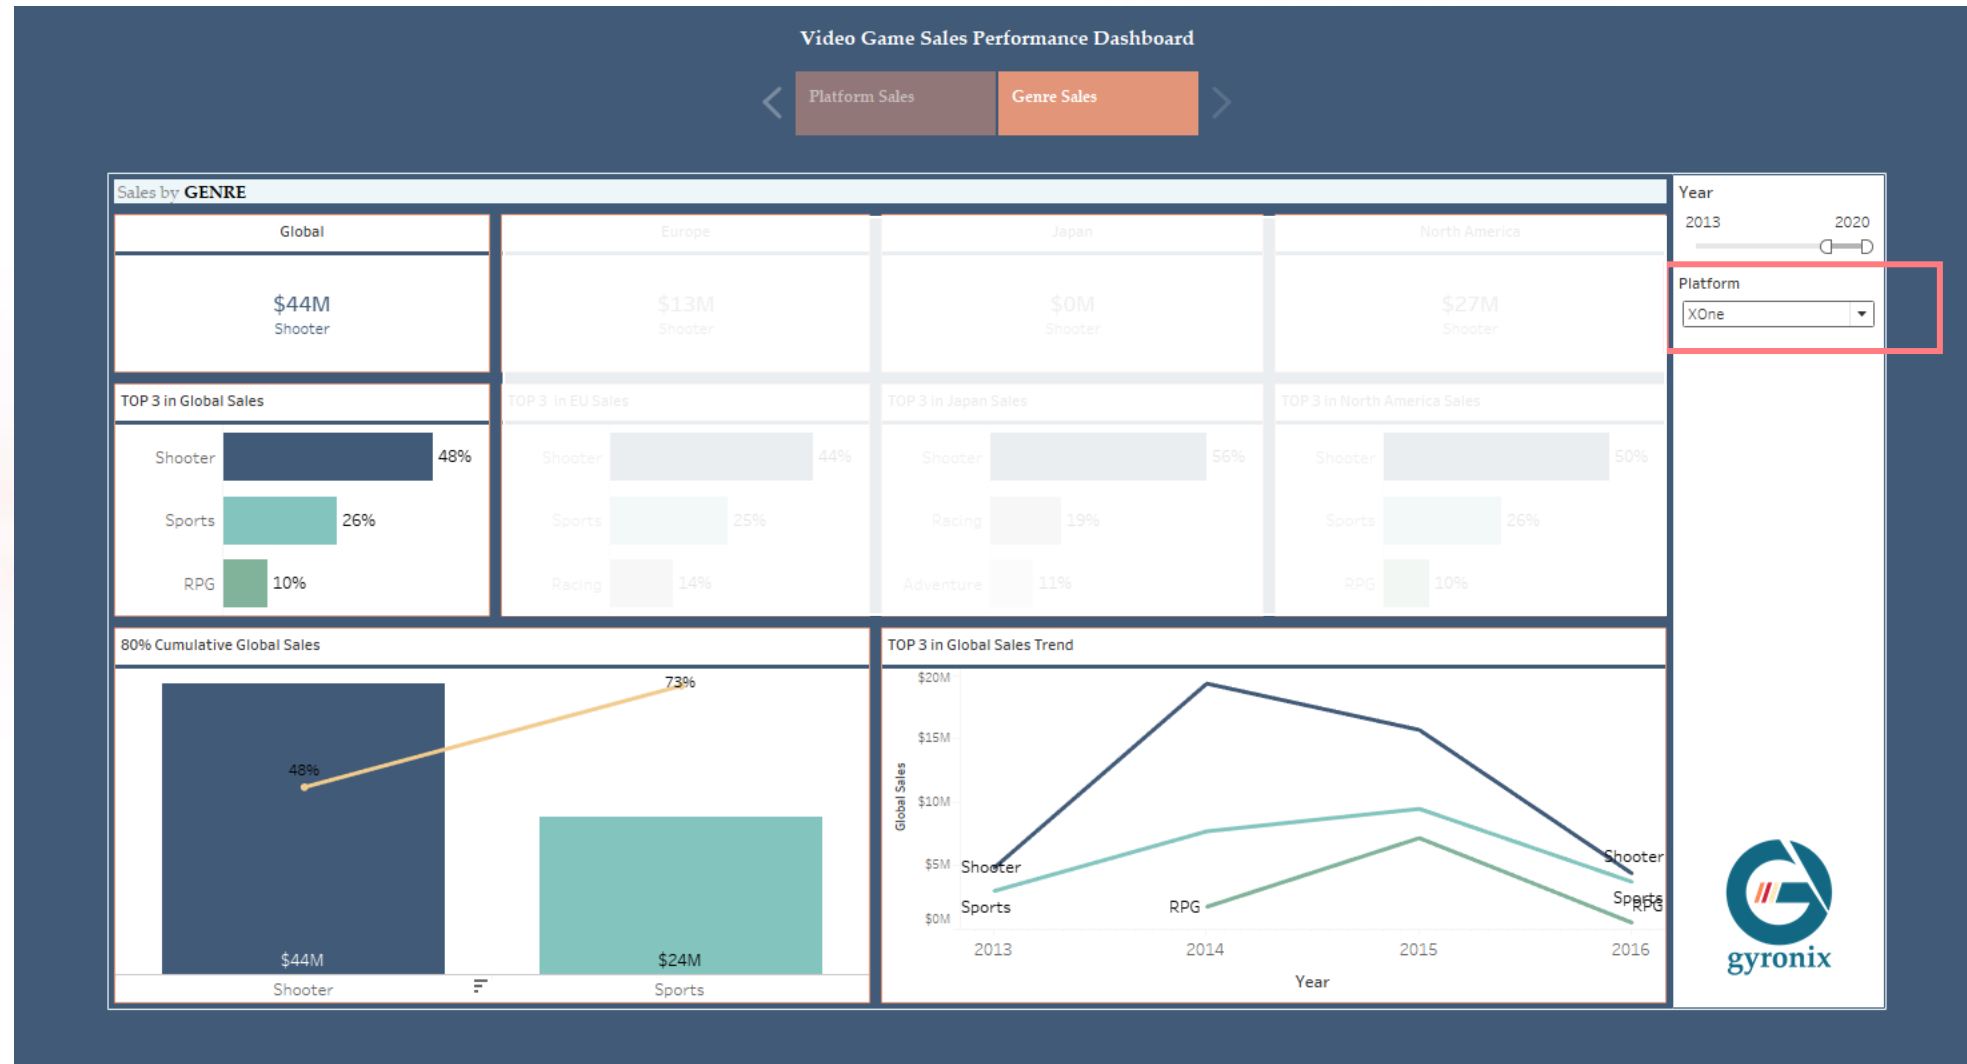 Video Game Sales Performance Dashboard
Platform Sales
Genre Sales
Sales by GENRE
Global
Europe
Japan
North America
$44M
Shooter
$13M
Shooter
$0M
Shooter
$27M
Shooter
Year
2013 2020
Platform
XOne
TOP 3 in Global Sales
Shooter 48%
Sports 26%
RPG 10%
TOP 3 in EU Sales
Shooter 44%
Sports 25%
Racing 14%
TOP 3 in Japan Sales
Shooter 56%
Racing 19%
Adventure 11%
TOP 3 in North America Sales
Shooter 50%
Sports 26%
RPG 10%
80% Cumulative Global Sales
73%
48%
$44M
$24M
Shooter
Sports
TOP 3 in Global Sales Trend
Global Sales
$20M
$15M
$10M
$5M
$0M
Shooter
Sports
RPG
Shooter
Sports
RPG
2013
2014
2015
2016
Year
gyronix